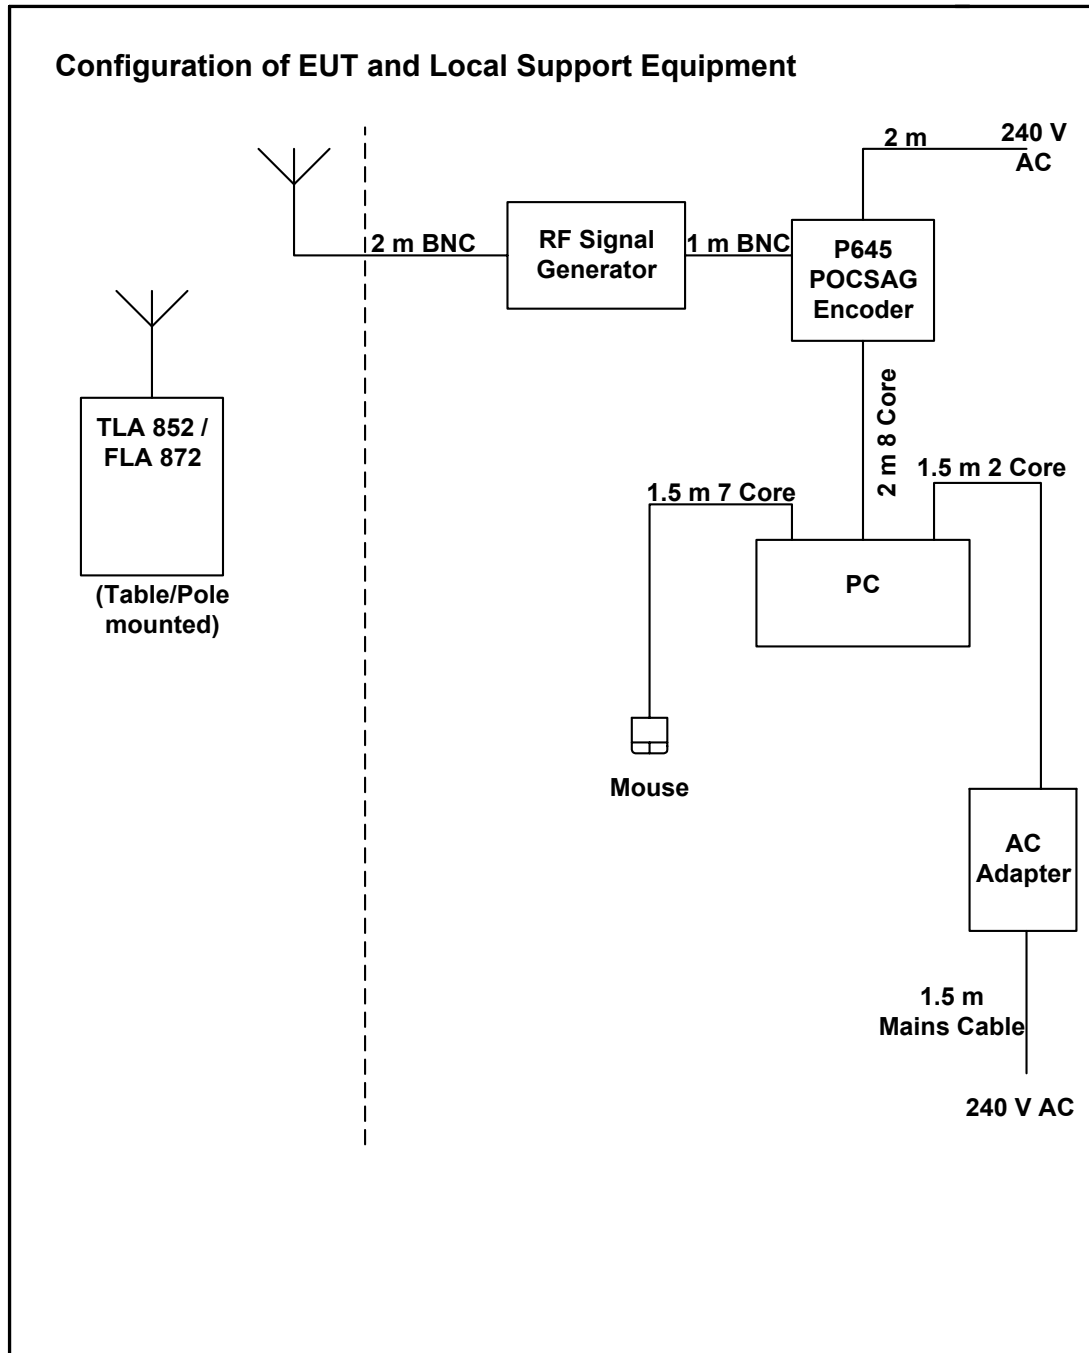 Configuration of EUT and Local Support Equipment
2 m
240 V
AC
2 m BNC
RF Signal
Generator
1 m BNC
P645
POCSAG
Encoder
TLA 852 /
FLA 872
(Table/Pole
mounted)
2 m 8 Core
1.5 m 7 Core
1.5 m 2 Core
PC
Mouse
AC
Adapter
1.5 m
Mains Cable
240 V AC